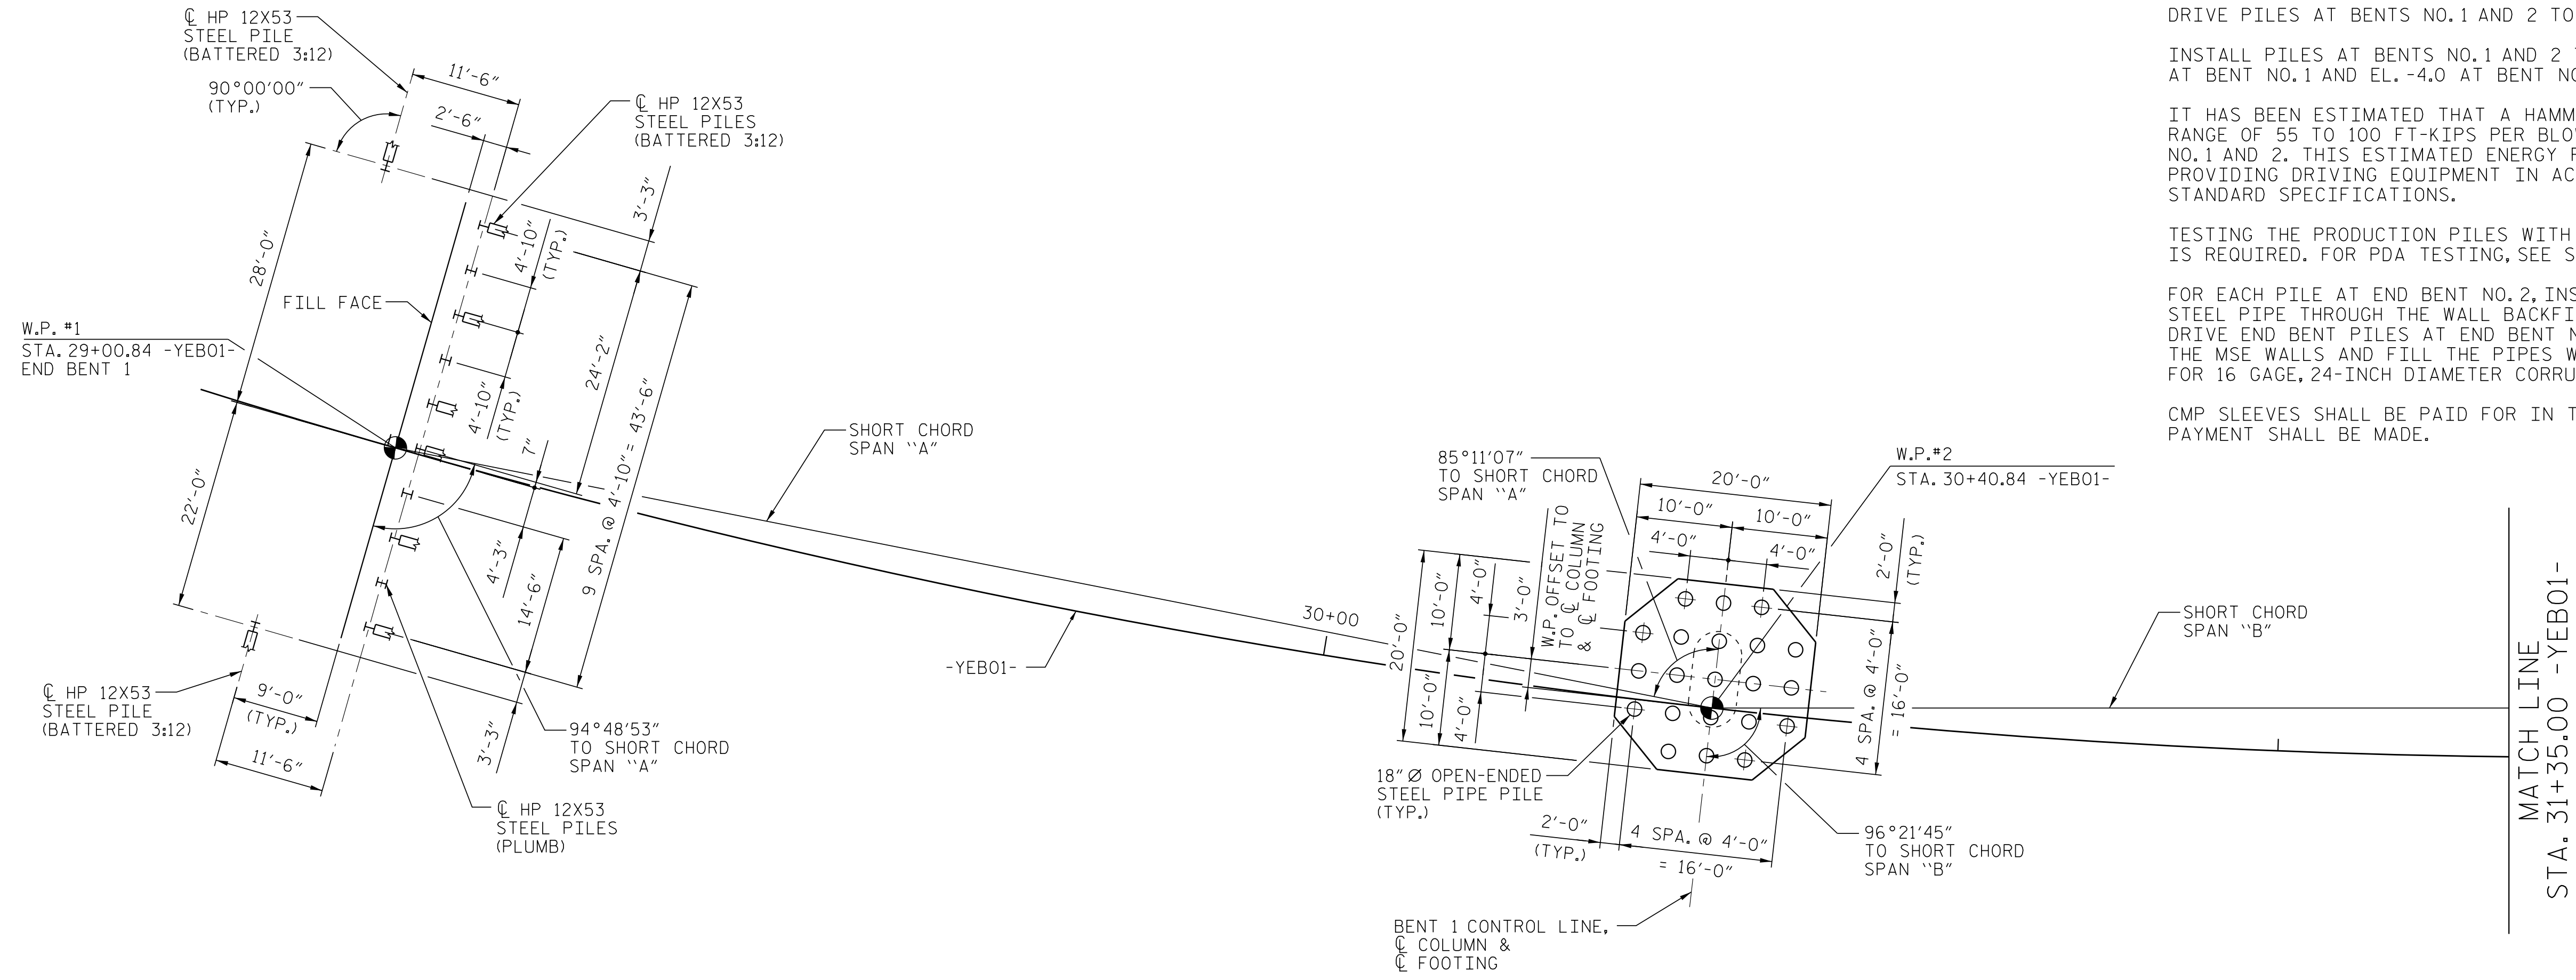 ℄ HP 12X53
STEEL PILE
(BATTERED 3:12)
90°00'00"
(TYP.)
11'-6"
2'-6"
℄ HP 12X53
STEEL PILES
(BATTERED 3:12)
3'-3"
4'-10"
(TYP.)
28'-0"
FILL FACE
24'-2"
W.P. #1
STA. 29+00.84 -YEB01-
END BENT 1
4'-10"
(TYP.)
7"
9 SPA. @ 4'-10" = 43'-6"
22'-0"
4'-3"
14'-6"
3'-3"
℄ HP 12X53
STEEL PILE
(BATTERED 3:12)
9'-0"
(TYP.)
11'-6"
94°48'53"
TO SHORT CHORD
SPAN "A"
℄ HP 12X53
STEEL PILES
(PLUMB)
SHORT CHORD
SPAN "A"
-YEB01-
30+00
85°11'07"
TO SHORT CHORD
SPAN "A"
W.P.#2
STA. 30+40.84 -YEB01-
20'-0"
10'-0"
10'-0"
4'-0"
4'-0"
2'-0"
(TYP.)
W.P. OFFSET TO
TO ℄ COLUMN
& ℄ FOOTING
3'-0"
4'-0"
10'-0"
20'-0"
10'-0"
4'-0"
4 SPA. @ 4'-0"
= 16'-0"
18" Ø OPEN-ENDED
STEEL PIPE PILE
(TYP.)
2'-0"
(TYP.)
4 SPA. @ 4'-0"
= 16'-0"
96°21'45"
TO SHORT CHORD
SPAN "B"
BENT 1 CONTROL LINE,
℄ COLUMN &
℄ FOOTING
SHORT CHORD
SPAN "B"
MATCH LINE
STA. 31+35.00 -YEB01-
DRIVE PILES AT BENTS NO. 1 AND 2 TO
INSTALL PILES AT BENTS NO. 1 AND 2
AT BENT NO. 1 AND EL. -4.0 AT BENT
IT HAS BEEN ESTIMATED THAT A
RANGE OF 55 TO 100 FT-KIPS PER
NO. 1 AND 2. THIS ESTIMATED ENERGY
PROVIDING DRIVING EQUIPMENT IN
STANDARD SPECIFICATIONS.
TESTING THE PRODUCTION PILES WITH
IS REQUIRED. FOR PDA TESTING, SEE
FOR EACH PILE AT END BENT NO. 2,
STEEL PIPE THROUGH THE WALL
DRIVE END BENT PILES AT END BENT
THE MSE WALLS AND FILL THE PIPES
FOR 16 GAGE, 24-INCH DIAMETER
CMP SLEEVES SHALL BE PAID FOR IN
PAYMENT SHALL BE MADE.